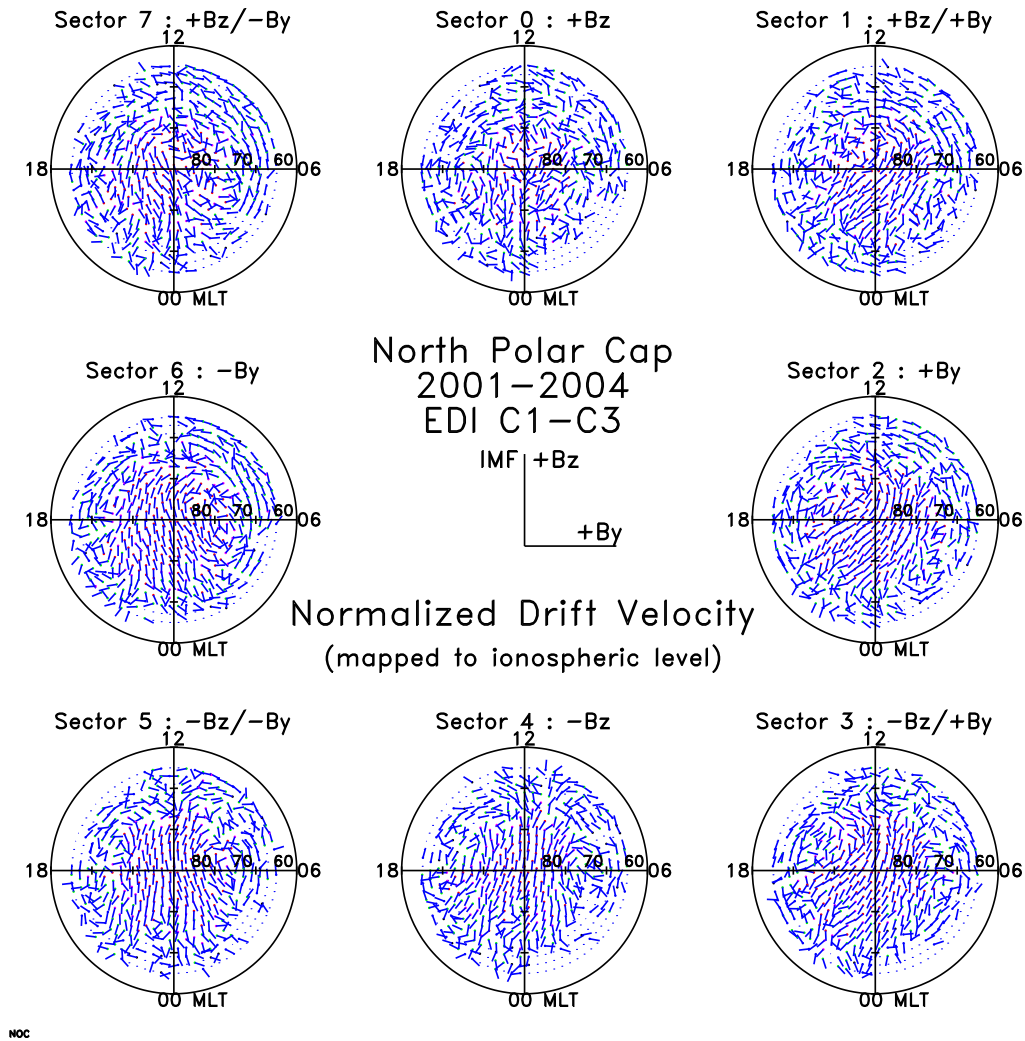 Sector 7 : +Bz/−By
Sector 0 : +Bz
Sector 1 : +Bz/+By
12
12
12
18
80 70 60
06
18
80 70 60
06
18
80 70 60
06
00 MLT
00 MLT
00 MLT
North Polar Cap
2001−2004
EDI C1−C3
Sector 6 : −By
Sector 2 : +By
12
12
IMF +Bz
+By
18
80 70 60
06
18
80 70 60
06
00 MLT
00 MLT
Normalized Drift Velocity
(mapped to ionospheric level)
Sector 5 : −Bz/−By
Sector 4 : −Bz
Sector 3 : −Bz/+By
12
12
12
18
80 70 60
06
18
80 70 60
06
18
80 70 60
06
00 MLT
00 MLT
00 MLT
NOC